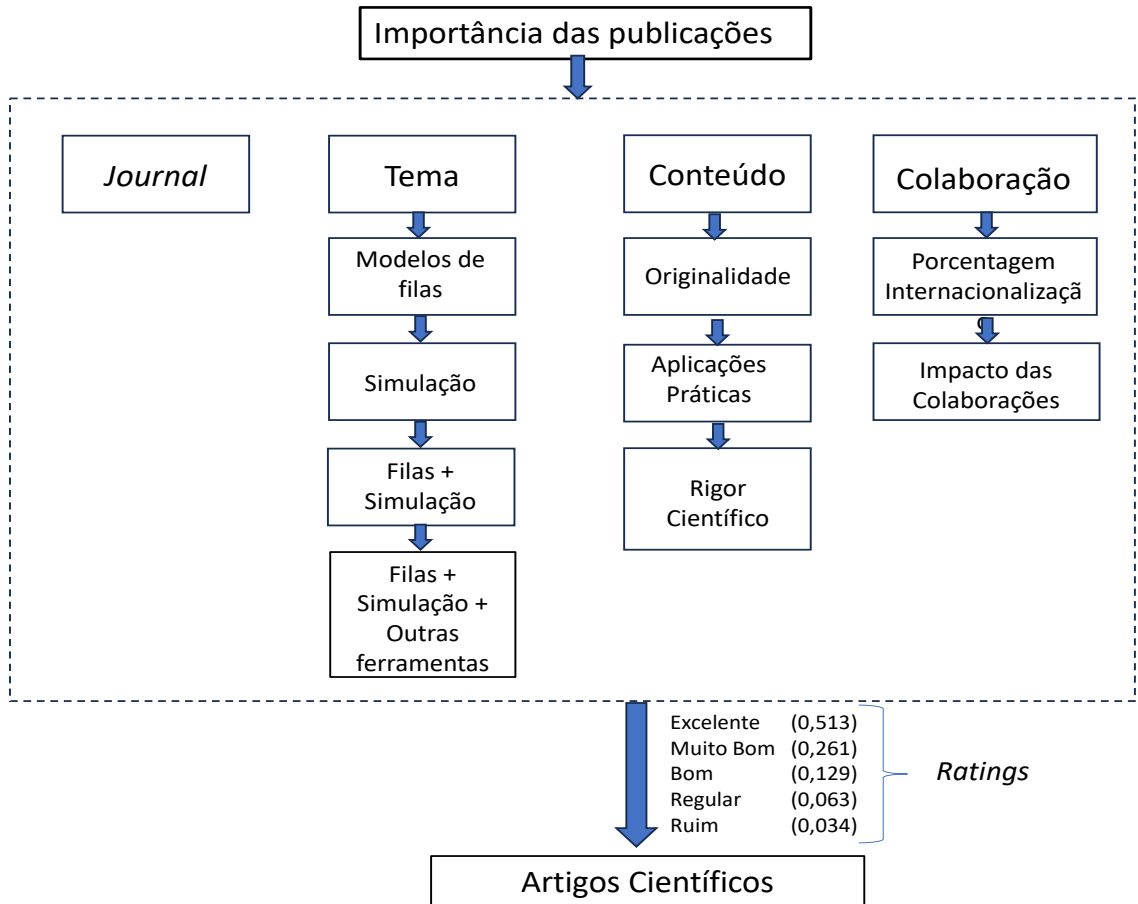 Importância das publicações
Journal
Tema
Conteúdo
Colaboração
Modelos de
filas
Originalidade
Porcentagem
Internacionalizaçã
o
Simulação
Aplicações
Práticas
Impacto das
Colaborações
Filas +
Simulação
Rigor
Científico
Filas +
Simulação +
Outras
ferramentas
Excelente (0,513)
Muito Bom (0,261)
Bom (0,129)
Regular (0,063)
Ruim (0,034)
Ratings
Artigos Científicos